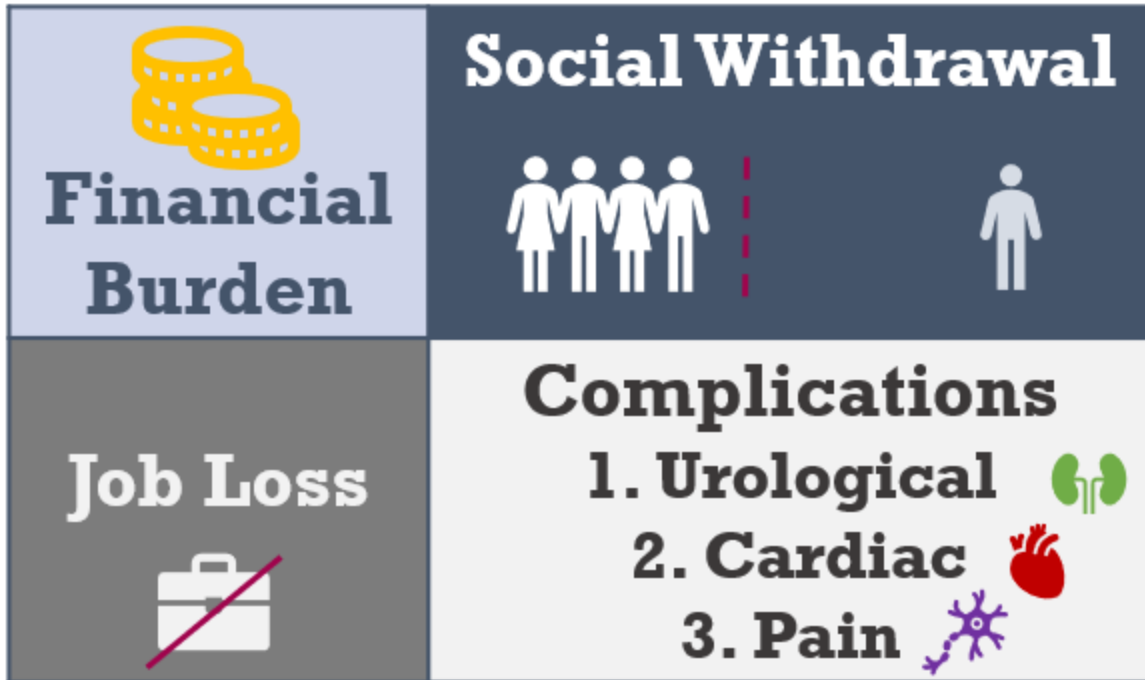 Financial
Burden
Social Withdrawal
Job Loss
Complications
1. Urological
2. Cardiac
3. Pain